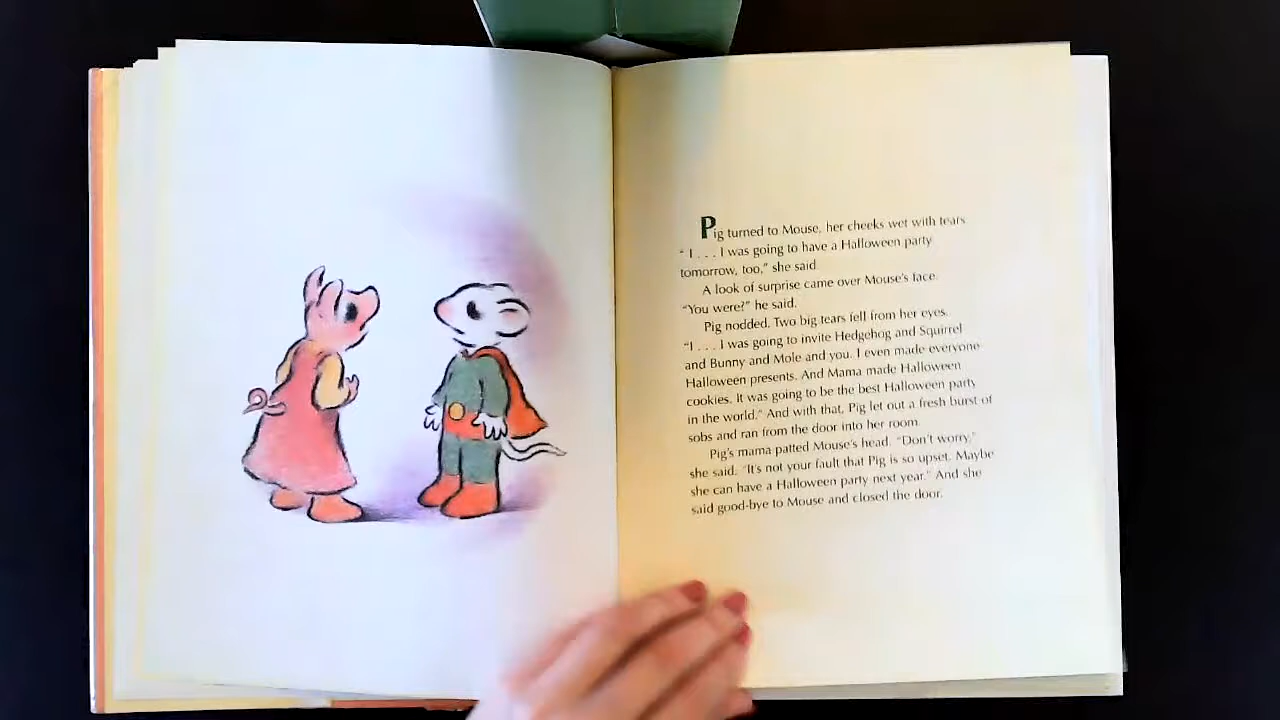 Pig turned to Mouse, her cheeks wet with tears.
"I . . . I was going to have a Halloween party
tomorrow, too," she said.
A look of surprise came over Mouse's face.
"You were?" he said.
Pig nodded. Two big tears fell from her eyes.
"I . . . I was going to invite Hedgehog and Squirrel
and Bunny and Mole and you. I even made everyone
Halloween presents. And Mama made Halloween
cookies. It was going to be the best Halloween party
in the world." And with that, Pig let out a fresh burst of
sobs and ran from the door into her room.
Pig's mama patted Mouse's head. "Don't worry,"
she said. "It's not your fault that Pig is so upset. Maybe
she can have a Halloween party next year." And she
said good-bye to Mouse and closed the door.